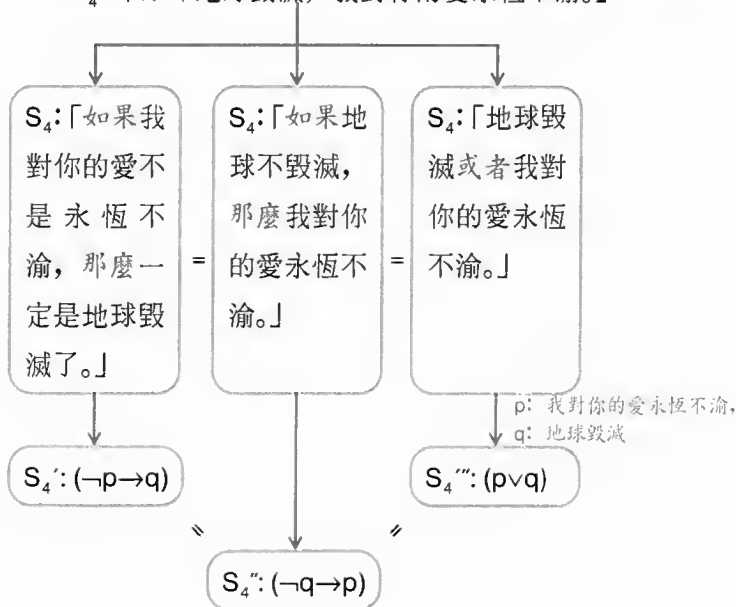 S₄:「如果我
對你的愛不
是永恆不
渝，那麼一
定是地球毀
滅了。」
=
S₄:「如果地
球不毀滅，
那麼我對你
的愛永恆不
渝。」
=
S₄:「地球毀
滅或者我對
你的愛永恆
不渝。」
p: 我對你的愛永恆不渝，
q: 地球毀滅
S₄′: (¬p→q)
S₄‴: (p∨q)
=
=
S₄″: (¬q→p)